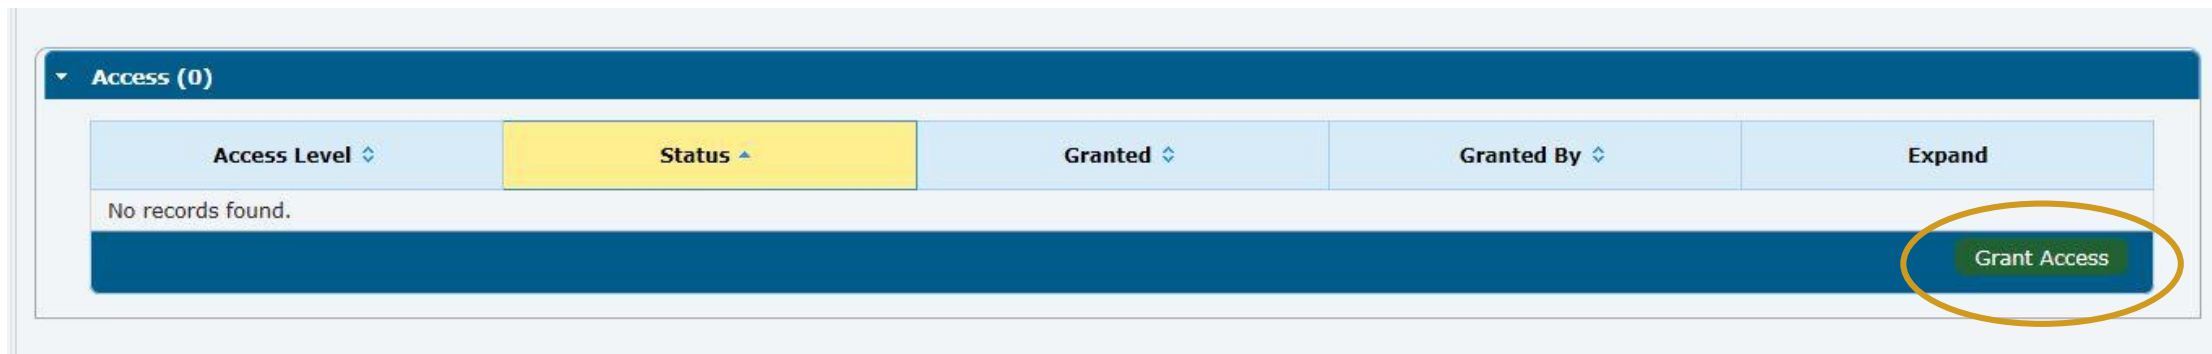 Access (0)
Access Level Status Granted Granted By Expand
No records found.
Grant Access